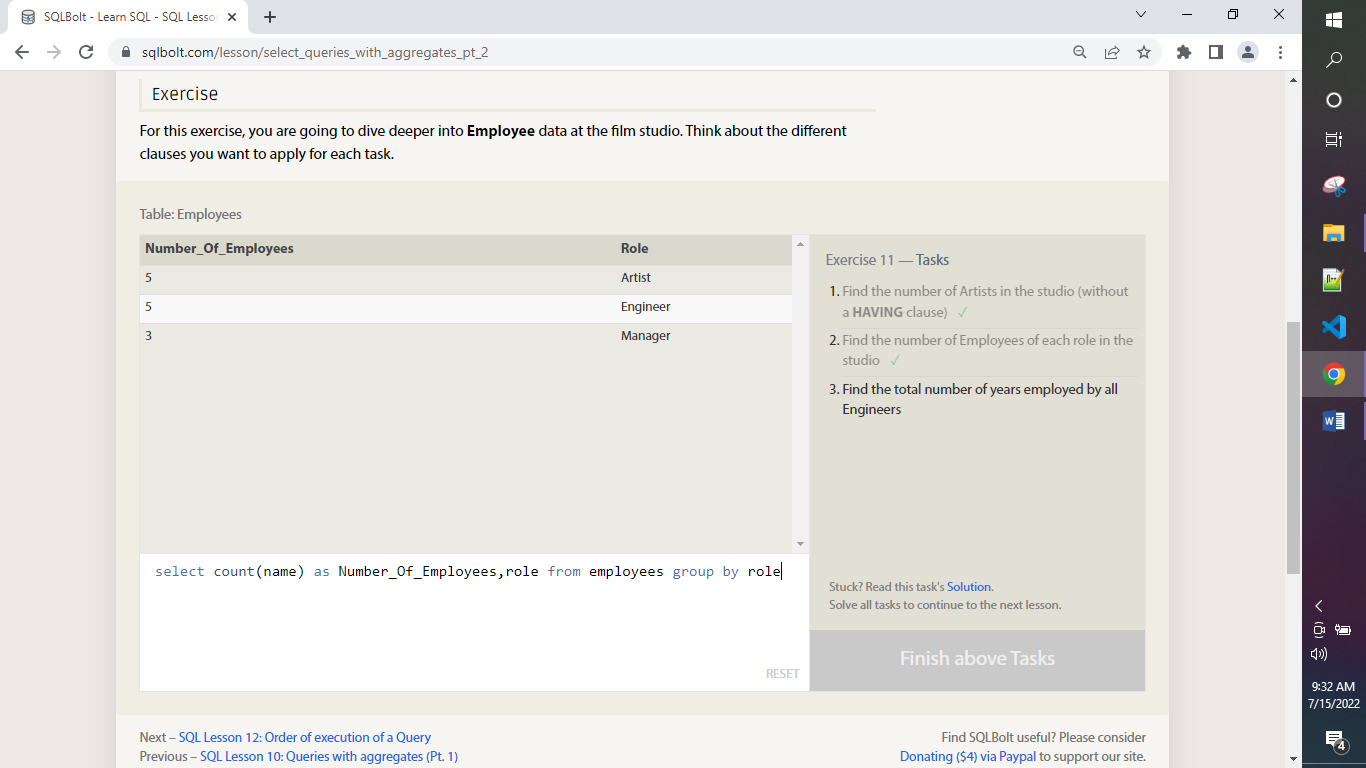 SQLBolt - Learn SQL - SQL Lesso
sqlbolt.com/lesson/select_queries_with_aggregates_pt_2
Exercise
For this exercise, you are going to dive deeper into Employee data at the film studio. Think about the different
clauses you want to apply for each task.
Table: Employees
Number_Of_Employees Role
5 Artist
5 Engineer
3 Manager
select count(name) as Number_Of_Employees,role from employees group by role
RESET
Exercise 11 — Tasks
1. Find the number of Artists in the studio (without
a HAVING clause) ✓
2. Find the number of Employees of each role in the
studio ✓
3. Find the total number of years employed by all
Engineers
Stuck? Read this task's Solution.
Solve all tasks to continue to the next lesson.
Finish above Tasks
Next – SQL Lesson 12: Order of execution of a Query
Previous – SQL Lesson 10: Queries with aggregates (Pt. 1)
Find SQLBolt useful? Please consider
Donating ($4) via Paypal to support our site.
W
9:32 AM
7/15/2022
4